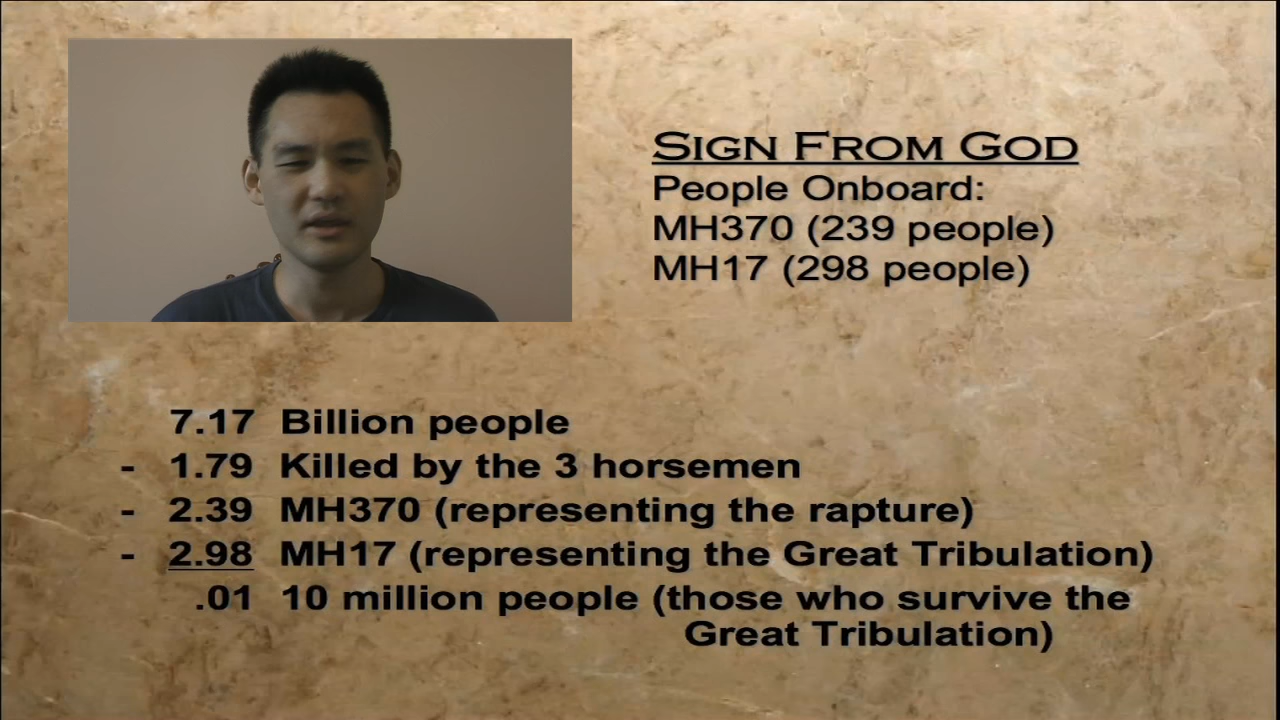 Sign From God
People Onboard:
MH370 (239 people)
MH17 (298 people)
7.17 Billion people
- 1.79 Killed by the 3 horsemen
- 2.39 MH370 (representing the rapture)
- 2.98 MH17 (representing the Great Tribulation)
.01 10 million people (those who survive the
Great Tribulation)